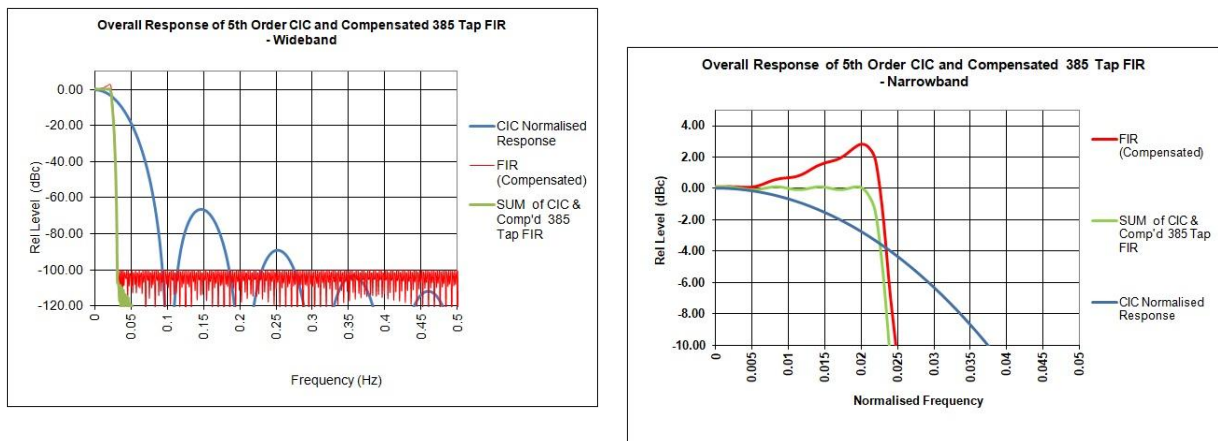 Overall Response of 5th Order CIC and Compensated 385 Tap FIR
- Wideband
Rel Level (dBc)
0.00
-20.00
-40.00
-60.00
-80.00
-100.00
-120.00
0
0.05
0.1
0.15
0.2
0.25
0.3
0.35
0.4
0.45
0.5
Frequency (Hz)
CIC Normalised
Response
FIR
(Compensated)
SUM of CIC &
Comp'd 385
Tap FIR
Overall Response of 5th Order CIC and Compensated 385 Tap FIR
- Narrowband
Rel Level (dBc)
4.00
2.00
0.00
-2.00
-4.00
-6.00
-8.00
-10.00
0
0.005
0.01
0.015
0.02
0.025
0.03
0.035
0.04
0.045
0.05
Normalised Frequency
FIR
(Compensated)
SUM of CIC &
Comp'd 385 Tap
FIR
CIC Normalised
Response